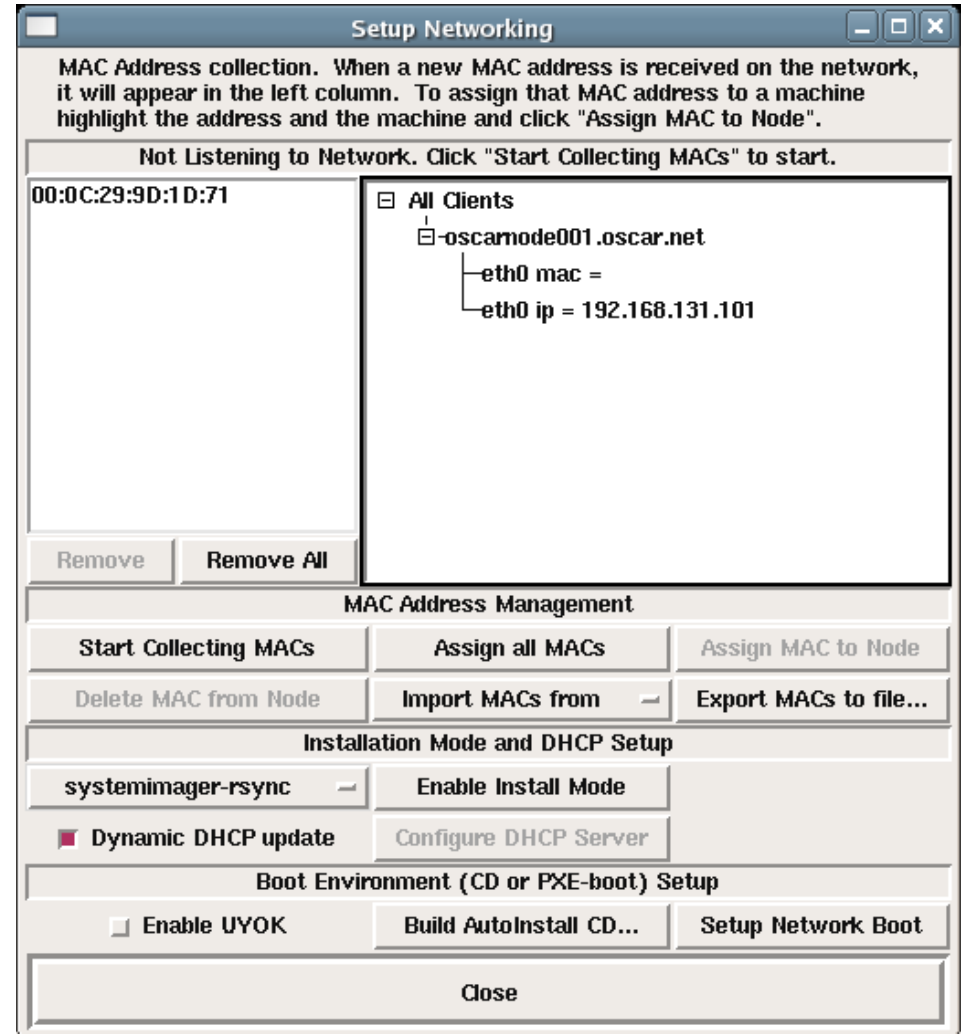 Setup Networking
MAC Address collection.  When a new MAC address is received on the network,
it will appear in the left column.  To assign that MAC address to a machine
highlight the address and the machine and click "Assign MAC to Node".
Not Listening to Network. Click "Start Collecting MACs" to start.
00:0C:29:9D:1D:71
All Clients
oscarnode001.oscar.net
eth0 mac =
eth0 ip = 192.168.131.101
Remove
Remove All
MAC Address Management
Start Collecting MACs
Assign all MACs
Assign MAC to Node
Delete MAC from Node
Import MACs from
Export MACs to file...
Installation Mode and DHCP Setup
systemimager-rsync
Enable Install Mode
Dynamic DHCP update
Configure DHCP Server
Boot Environment (CD or PXE-boot) Setup
Enable UYOK
Build AutoInstall CD...
Setup Network Boot
Close